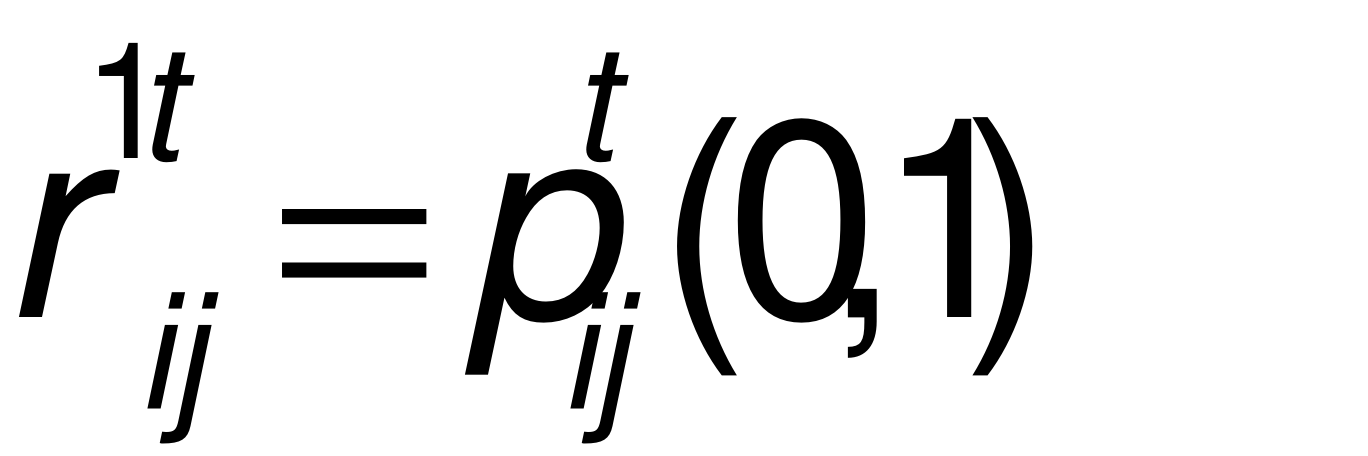 r^{1t}_{ij} = p^{t}_{ij}(0,1)